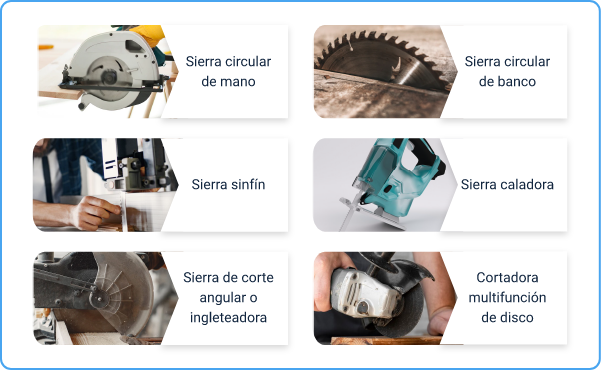 Sierra circular
de mano
Sierra circular
de banco
Sierra sinfín
Sierra caladora
Sierra de corte
angular o
ingleteadora
Cortadora
multifunción
de disco